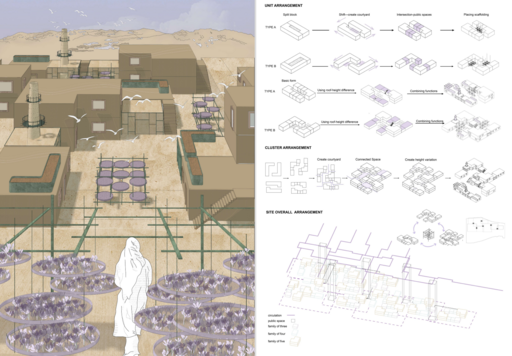 UNIT ARRANGEMENT
Split block
Shift-create courtyard
Intersection public spaces
Placing scaffolding
TYPE A
TYPE B
Basic form
TYPE A
Using roof height difference
Combining functions
TYPE B
Using roof height difference
Combining functions
CLUSTER ARRANGEMENT
Create courtyard
Connected Space
Create height variation
SITE OVERALL ARRANGEMENT
circulation
public space
family of three
family of four
family of five